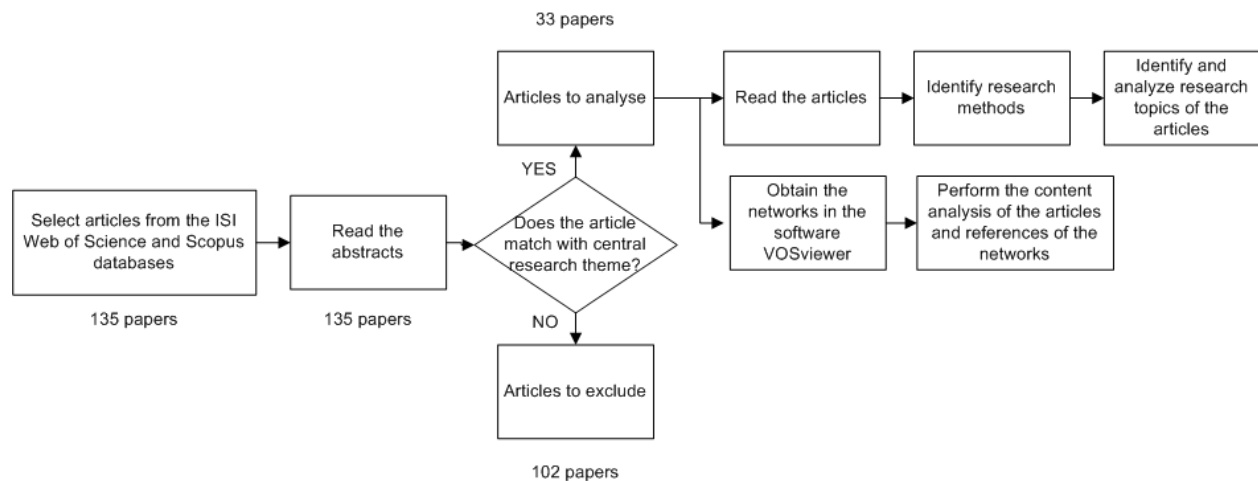 33 papers
Articles to analyse
Read the articles
Identify research
methods
Identify and
analyze research
topics of the
articles
YES
Select articles from the ISI
Web of Science and Scopus
databases
135 papers
Read the
abstracts
135 papers
Does the article
match with central
research theme?
Obtain the
networks in the
software
VOSviewer
Perform the content
analysis of the articles
and references of the
networks
NO
Articles to exclude
102 papers